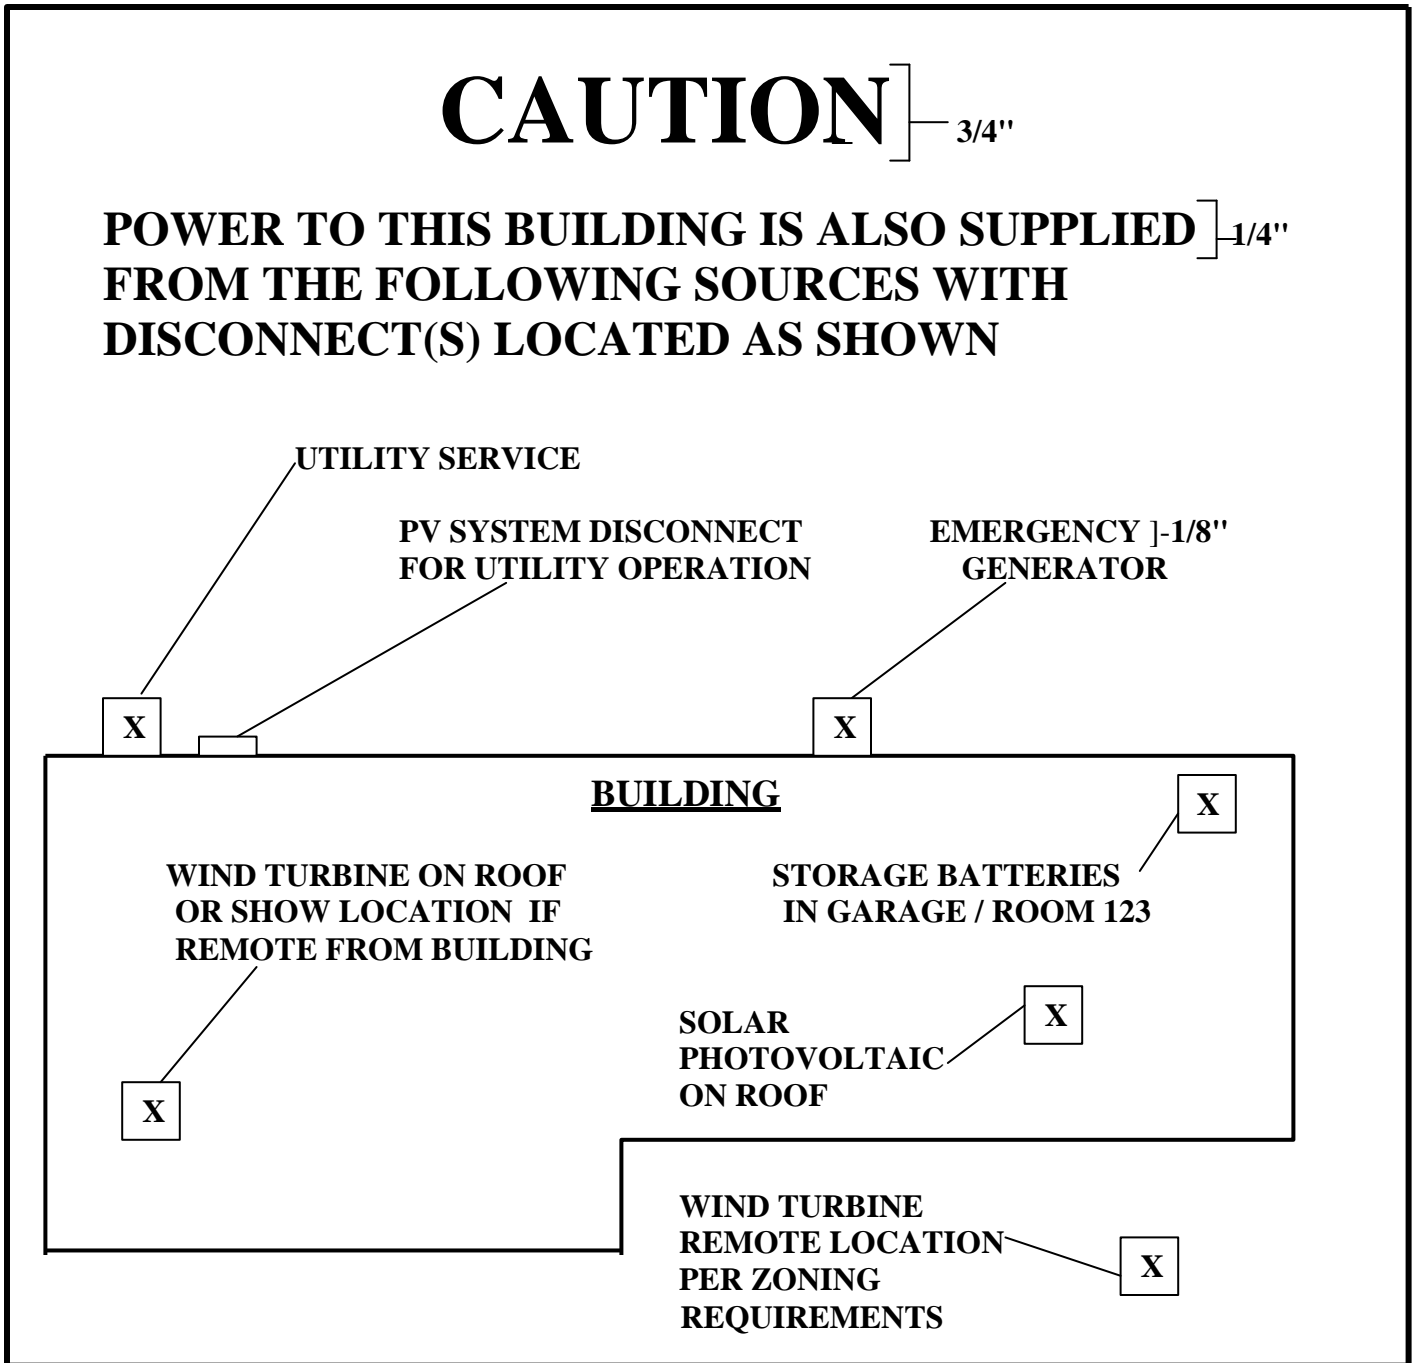 CAUTION
3/4"
POWER TO THIS BUILDING IS ALSO SUPPLIED
1/4"
FROM THE FOLLOWING SOURCES WITH
DISCONNECT(S) LOCATED AS SHOWN
UTILITY SERVICE
PV SYSTEM DISCONNECT
FOR UTILITY OPERATION
EMERGENCY ]-1/8"
GENERATOR
X
X
BUILDING
X
WIND TURBINE ON ROOF
OR SHOW LOCATION IF
REMOTE FROM BUILDING
STORAGE BATTERIES
IN GARAGE / ROOM 123
X
SOLAR
PHOTOVOLTAIC
ON ROOF
X
WIND TURBINE
REMOTE LOCATION
PER ZONING
REQUIREMENTS
X